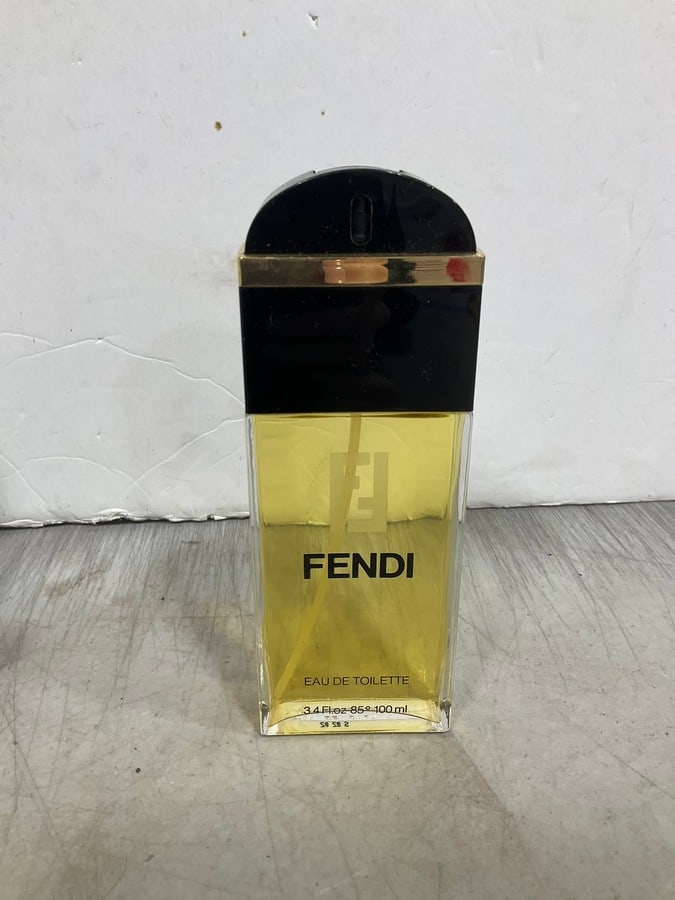 FENDI
EAU DE TOILETTE
3.4 Fl.oz 85° 100 ml